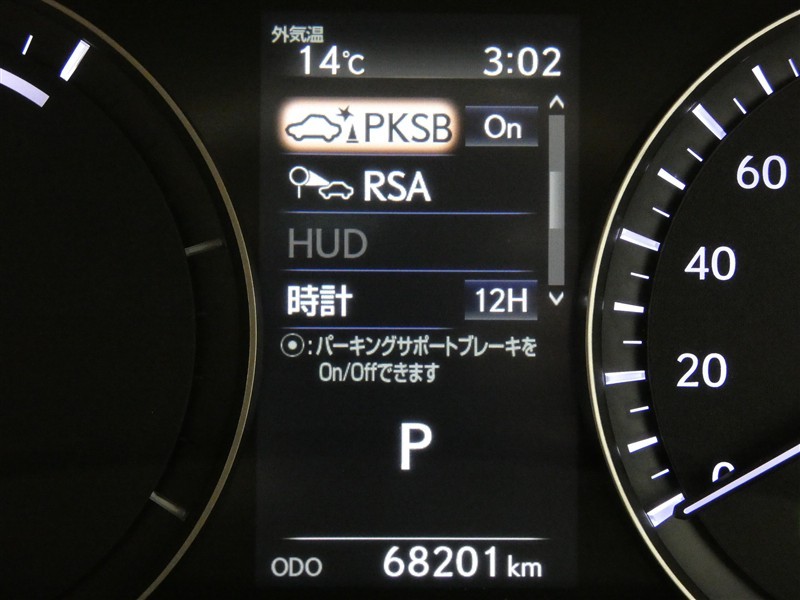 外気温
14℃ 3:02
PKSB On
RSA
HUD
時計 12H
⦿:パーキングサポートブレーキを
On/Offできます
P
ODO 68201 km
60
40
20
0